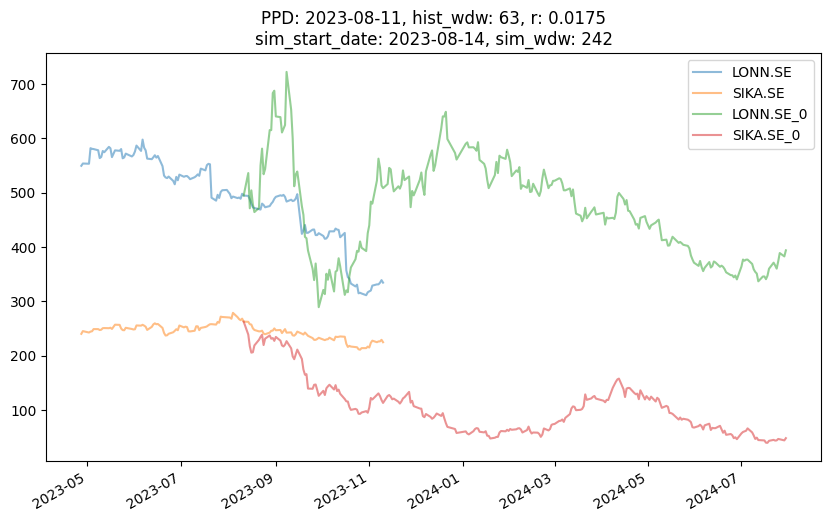 PPD: 2023-08-11, hist_wdw: 63, r: 0.0175
sim_start_date: 2023-08-14, sim_wdw: 242
LONN.SE
SIKA.SE
LONN.SE_0
SIKA.SE_0
700
600
500
400
300
200
100
2023-05
2023-07
2023-09
2023-11
2024-01
2024-03
2024-05
2024-07